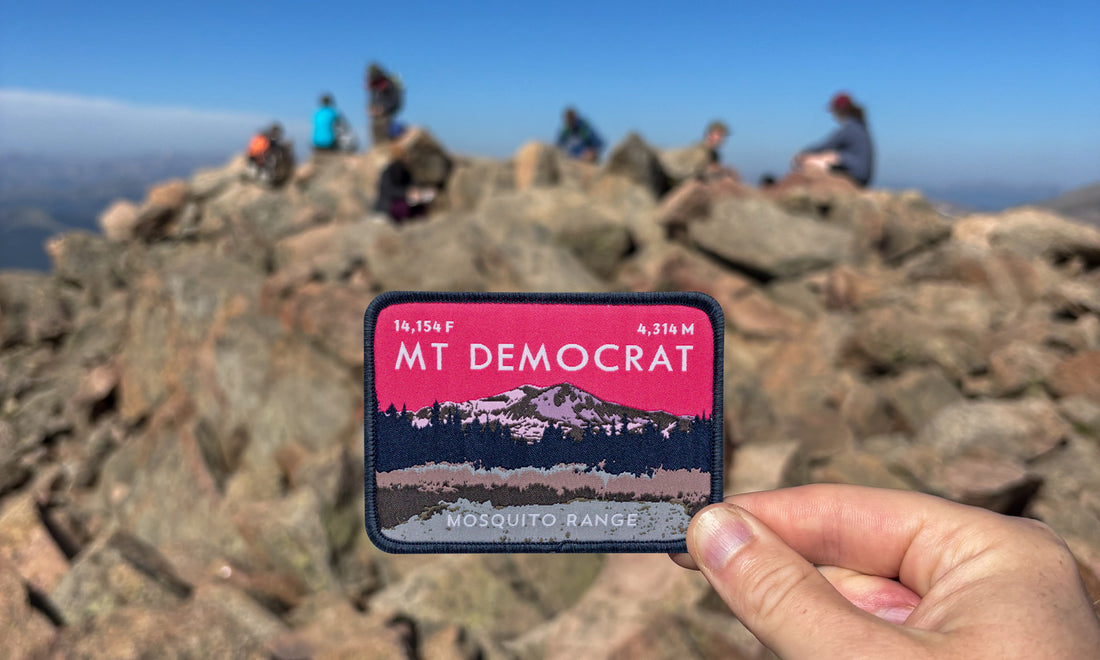 14,154 F 4,314 M
MT DEMOCRAT
MOSQUITO RANGE